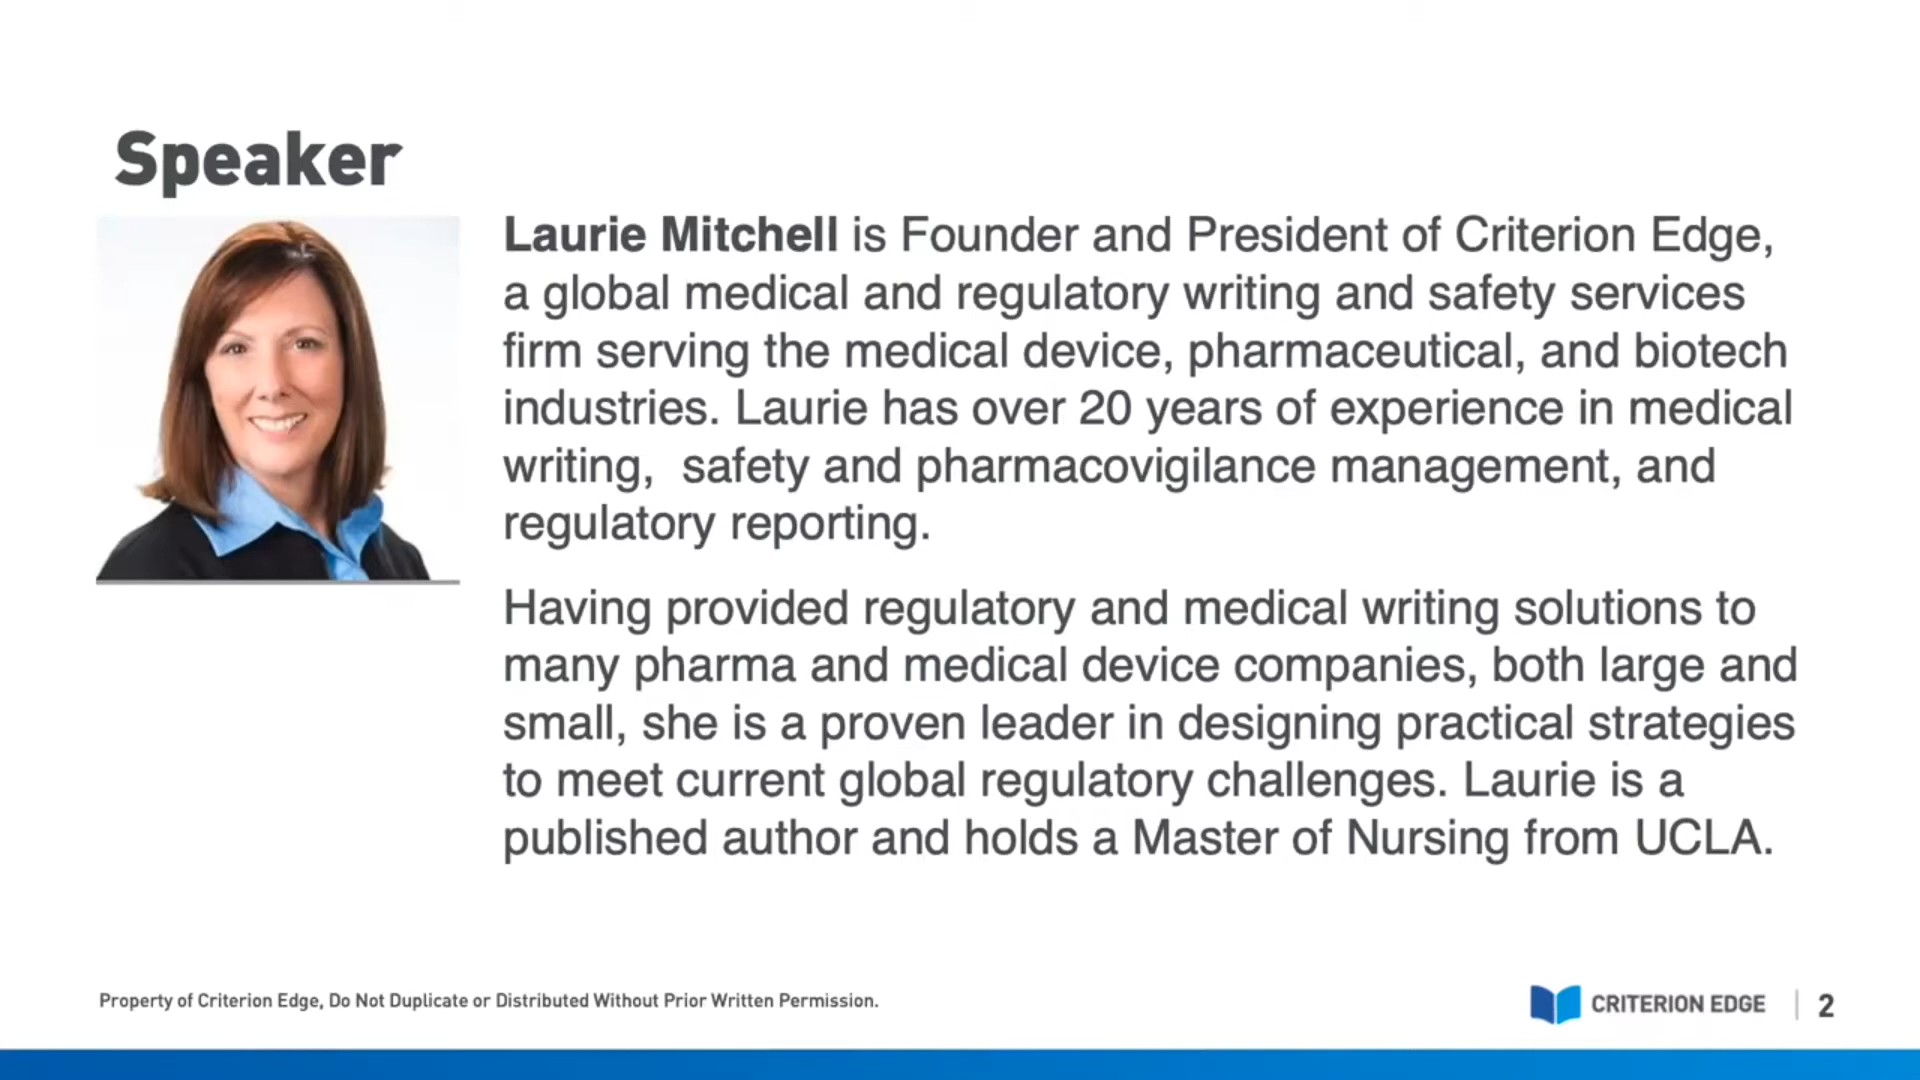 Speaker
Laurie Mitchell is Founder and President of Criterion Edge,
a global medical and regulatory writing and safety services
firm serving the medical device, pharmaceutical, and biotech
industries. Laurie has over 20 years of experience in medical
writing,  safety and pharmacovigilance management, and
regulatory reporting.
Having provided regulatory and medical writing solutions to
many pharma and medical device companies, both large and
small, she is a proven leader in designing practical strategies
to meet current global regulatory challenges. Laurie is a
published author and holds a Master of Nursing from UCLA.
Property of Criterion Edge, Do Not Duplicate or Distributed Without Prior Written Permission.
CRITERION EDGE 2